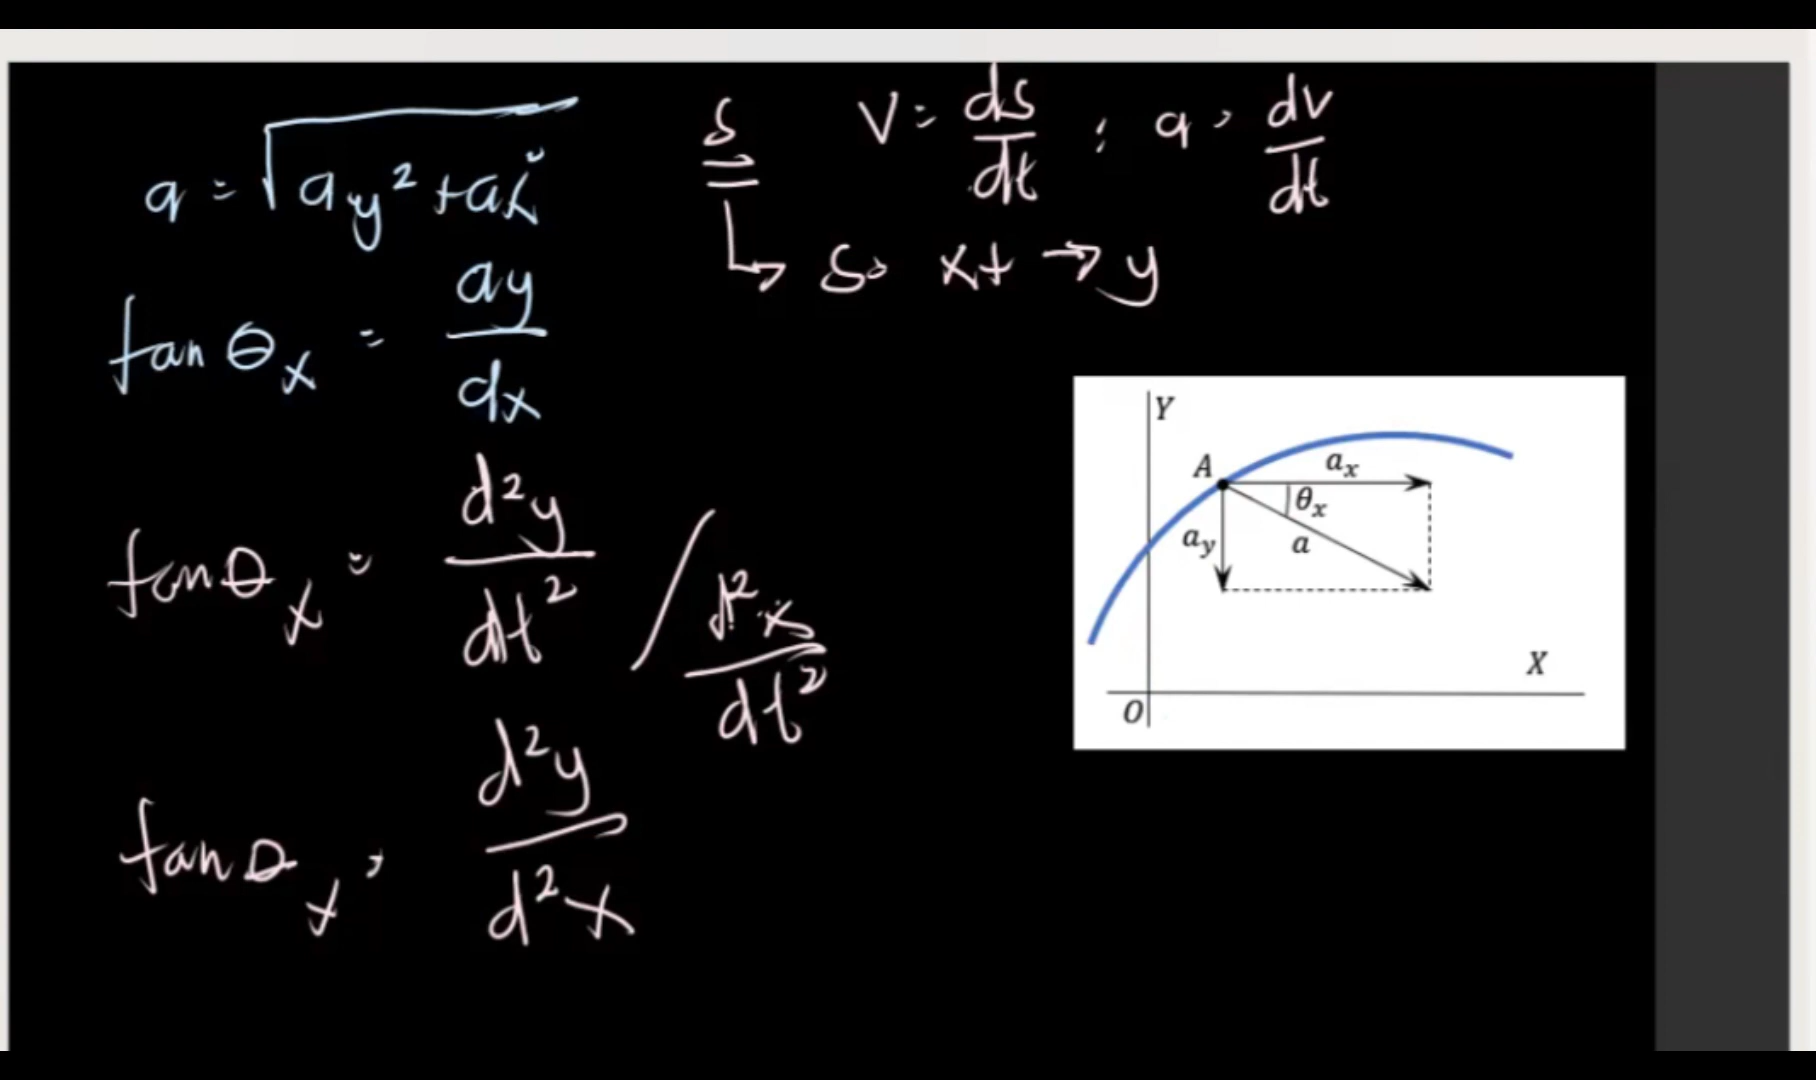 a = √(ay² + ax²)
tan θx = ay / dx
tan θx = d²y / dt² / d²x / dt²
tan θx = d²y / d²x
s V = ds / dt ; a = dv / dt
↳ s = x+ → y
Y
A ax
θx
ay a
X
O